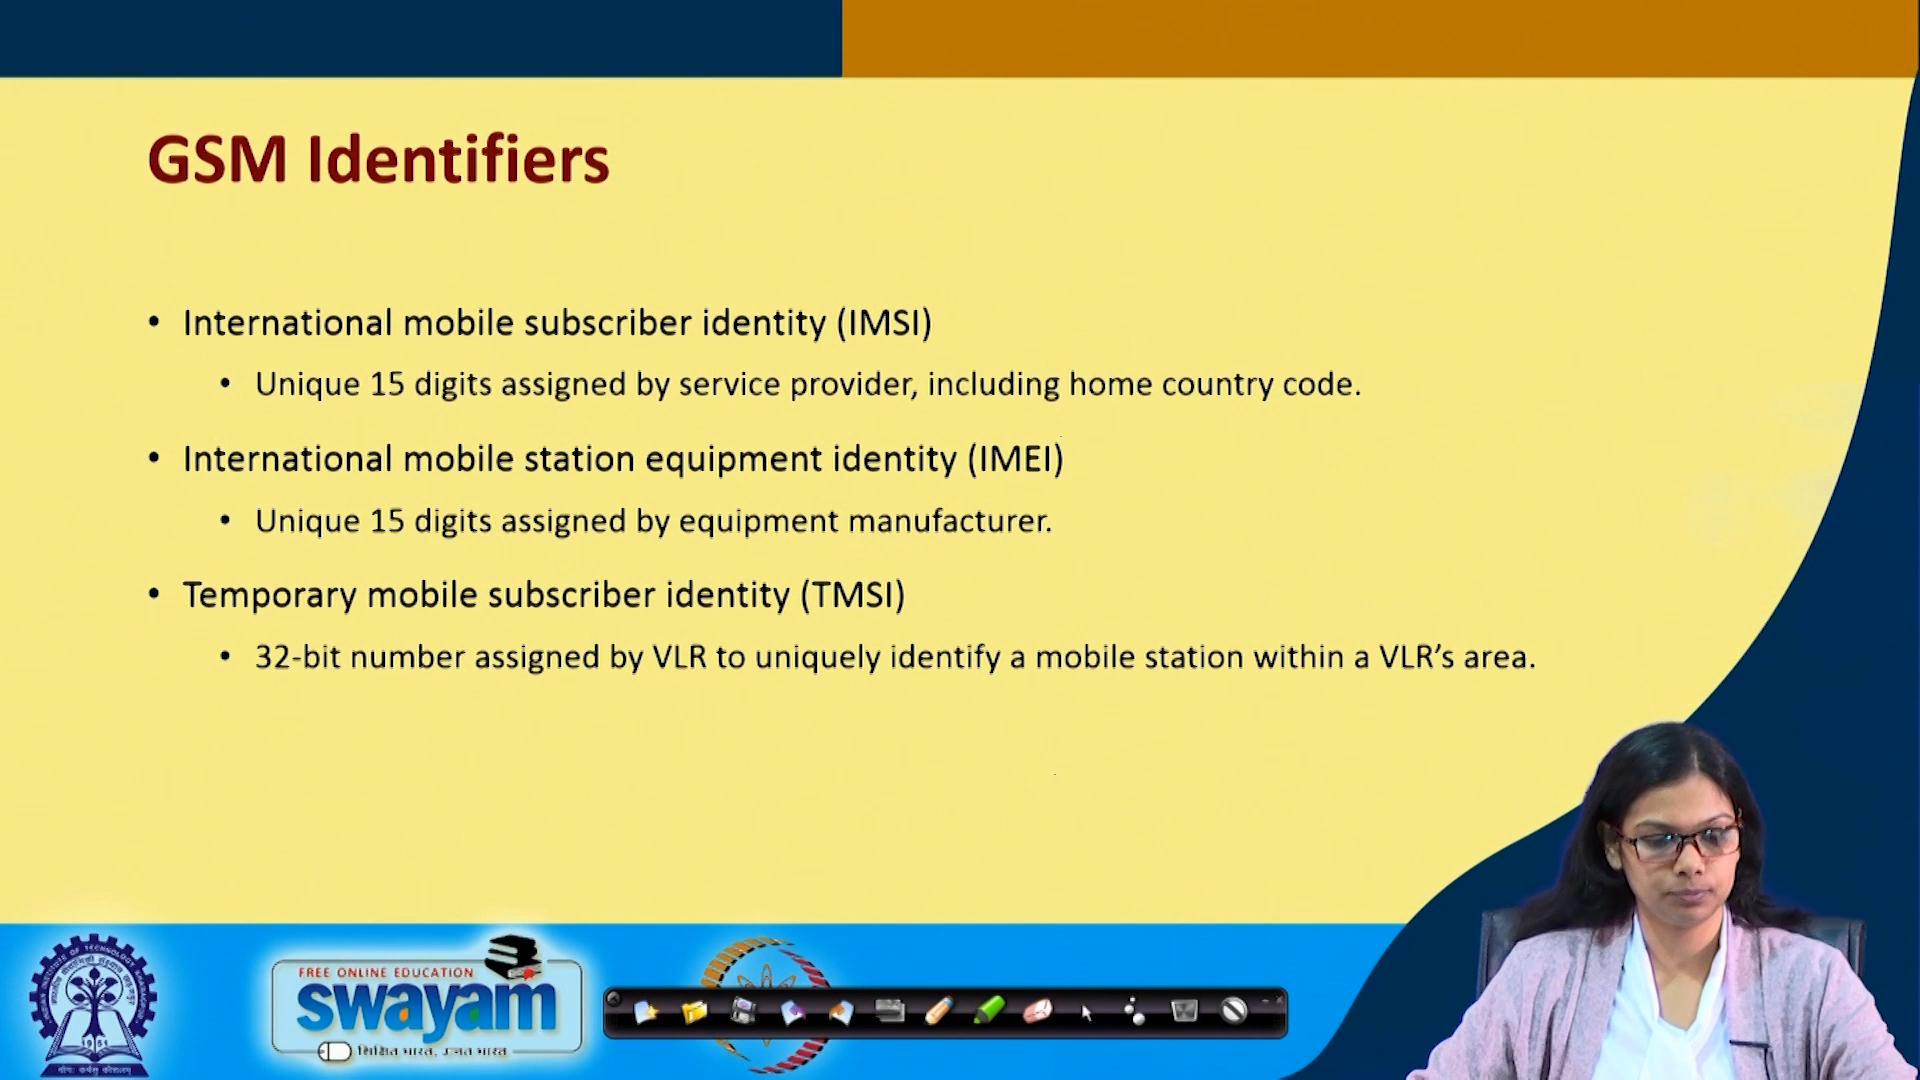 GSM Identifiers
• International mobile subscriber identity (IMSI)
• Unique 15 digits assigned by service provider, including home country code.
• International mobile station equipment identity (IMEI)
• Unique 15 digits assigned by equipment manufacturer.
• Temporary mobile subscriber identity (TMSI)
• 32-bit number assigned by VLR to uniquely identify a mobile station within a VLR’s area.
FREE ONLINE EDUCATION
swayam
शिक्षित भारत, उन्नत भारत
1951